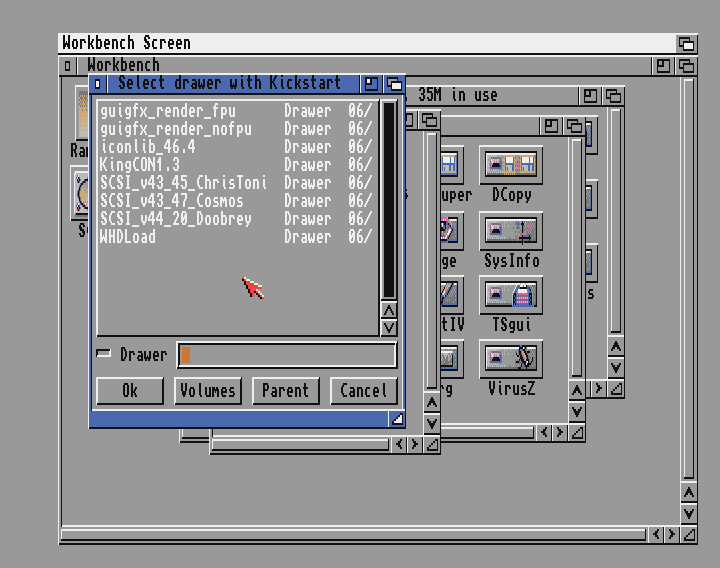 Workbench Screen
Workbench
Select drawer with Kickstart
35M in use
guigfx_render_fpu Drawer 06/
guigfx_render_nofpu Drawer 06/
iconlib_46.4 Drawer 06/
KingCON1.3 Drawer 06/
SCSI_v43_45_ChrisToni Drawer 06/
SCSI_v43_47_Cosmos Drawer 06/
SCSI_v44_20_Doobrey Drawer 06/
WHDLoad Drawer 06/
Ra
S
uper DCopy
ge SysInfo
tIV TSgui
rg VirusZ
s
Drawer
Ok Volumes Parent Cancel